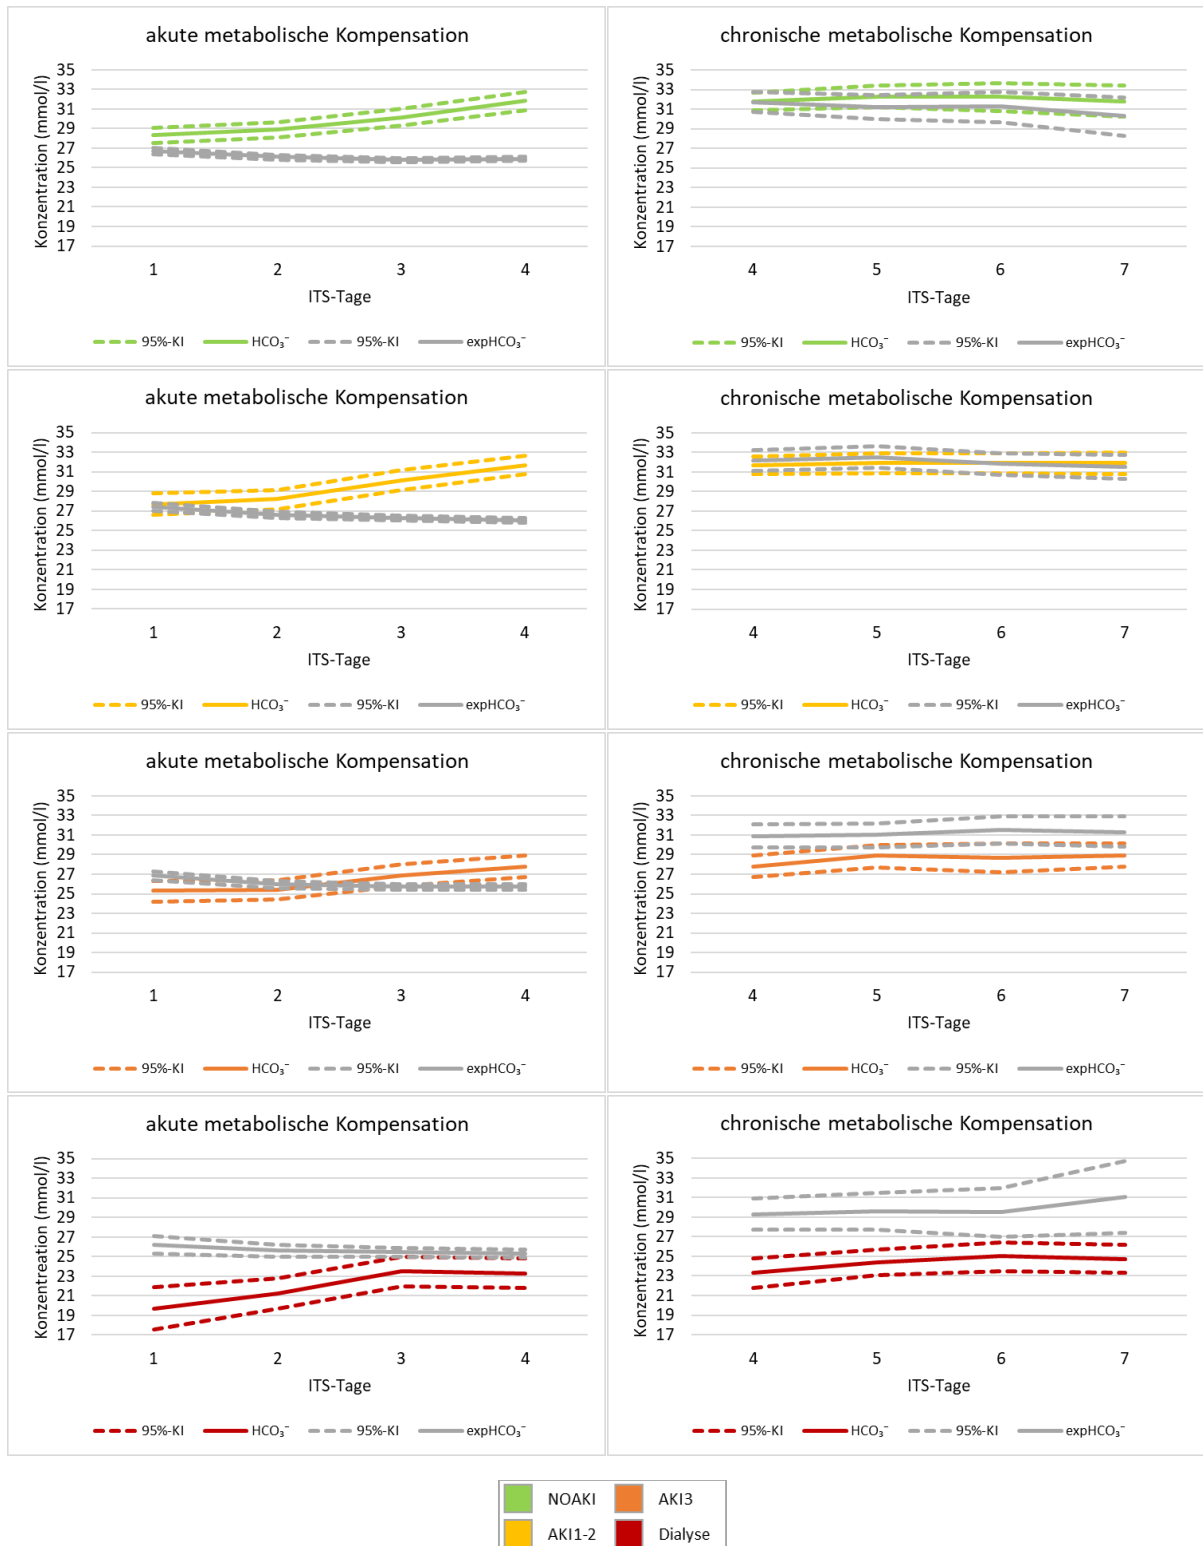 akute metabolische Kompensation
Konzentration (mmol/l)
35
33
31
29
27
25
23
21
19
17
1 2 3 4
ITS-Tage
95%-KI HCO₃⁻ 95%-KI expHCO₃⁻
chronische metabolische Kompensation
Konzentration (mmol/l)
35
33
31
29
27
25
23
21
19
17
4 5 6 7
ITS-Tage
95%-KI HCO₃⁻ 95%-KI expHCO₃⁻
akute metabolische Kompensation
Konzentration (mmol/l)
35
33
31
29
27
25
23
21
19
17
1 2 3 4
ITS-Tage
95%-KI HCO₃⁻ 95%-KI expHCO₃⁻
chronische metabolische Kompensation
Konzentration (mmol/l)
35
33
31
29
27
25
23
21
19
17
4 5 6 7
ITS-Tage
95%-KI HCO₃⁻ 95%-KI expHCO₃⁻
akute metabolische Kompensation
Konzentration (mmol/l)
35
33
31
29
27
25
23
21
19
17
1 2 3 4
ITS-Tage
95%-KI HCO₃⁻ 95%-KI expHCO₃⁻
chronische metabolische Kompensation
Konzentration (mmol/l)
35
33
31
29
27
25
23
21
19
17
4 5 6 7
ITS-Tage
95%-KI HCO₃⁻ 95%-KI expHCO₃⁻
akute metabolische Kompensation
Konzentreation (mmol/l)
35
33
31
29
27
25
23
21
19
17
1 2 3 4
ITS-Tage
95%-KI HCO₃⁻ 95%-KI expHCO₃⁻
chronische metabolische Kompensation
Konzentration (mmol/l)
35
33
31
29
27
25
23
21
19
17
4 5 6 7
ITS-Tage
95%-KI HCO₃⁻ 95%-KI expHCO₃⁻
NOAKI AKI3
AKI1-2 Dialyse